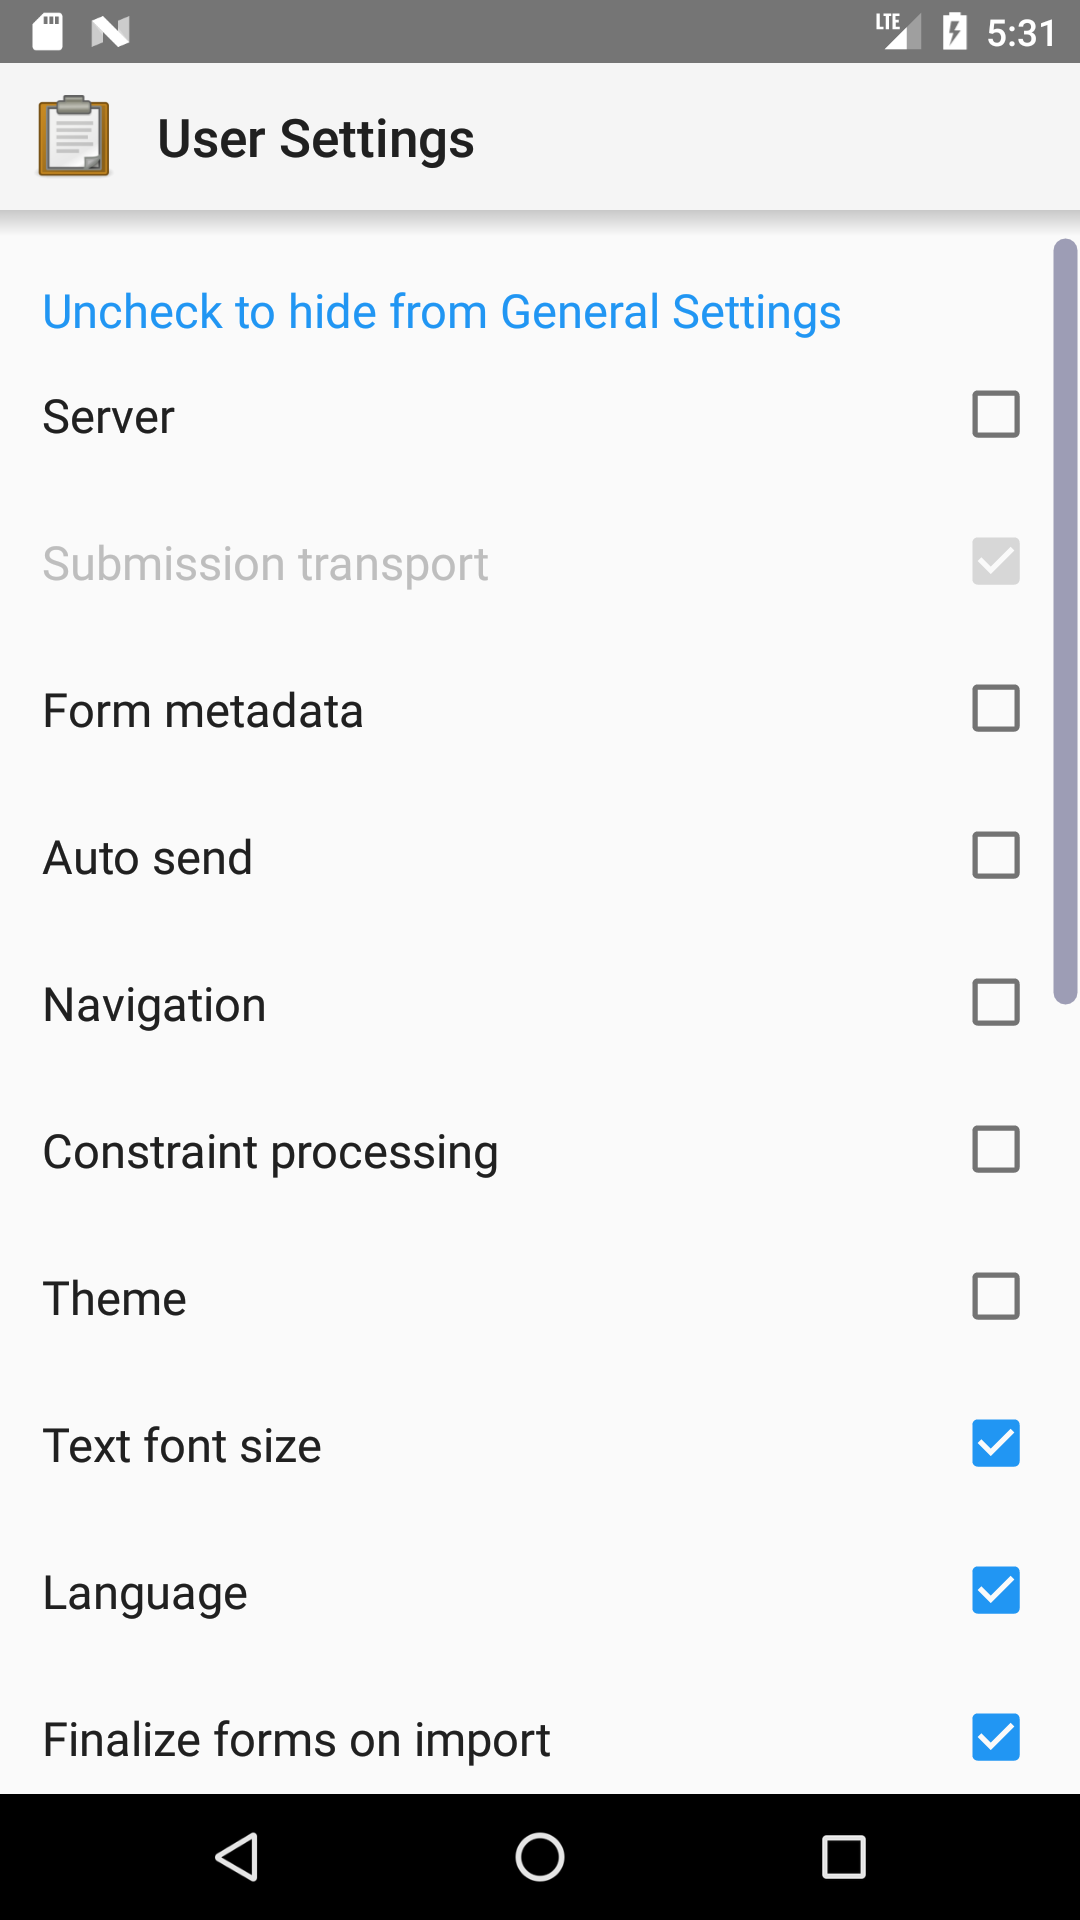 LTE 5:31
User Settings
Uncheck to hide from General Settings
Server
Submission transport
Form metadata
Auto send
Navigation
Constraint processing
Theme
Text font size
Language
Finalize forms on import